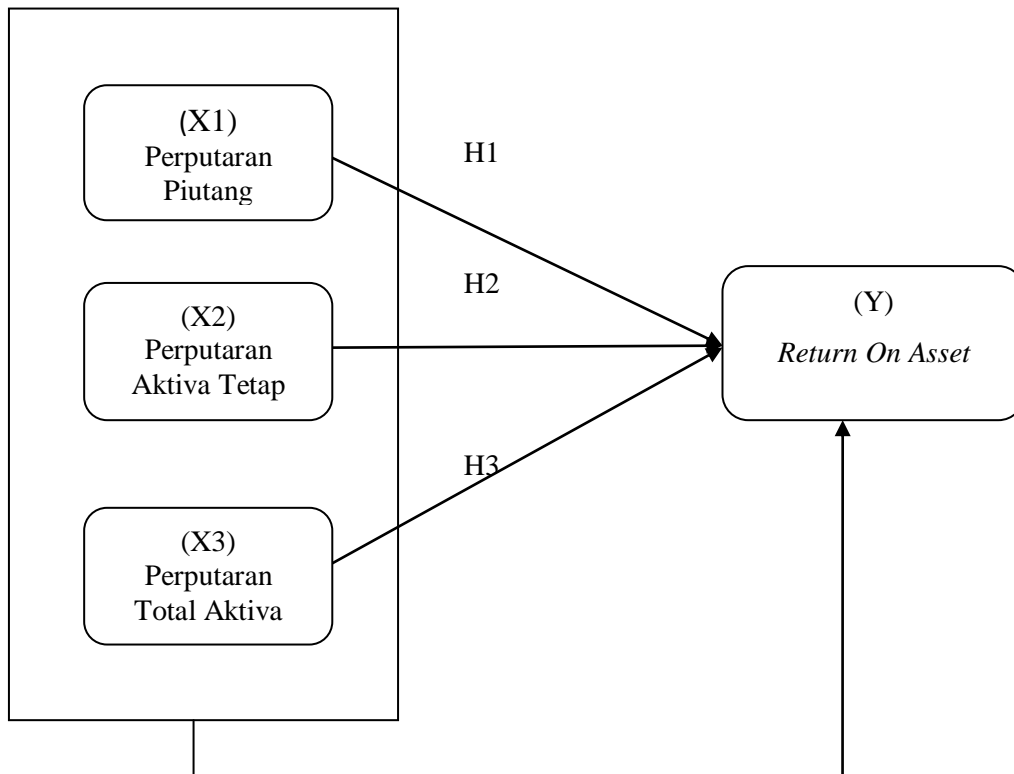 (X1)
Perputaran
Piutang
H1
H2
(X2)
Perputaran
Aktiva Tetap
(Y)
Return On Asset
H3
(X3)
Perputaran
Total Aktiva